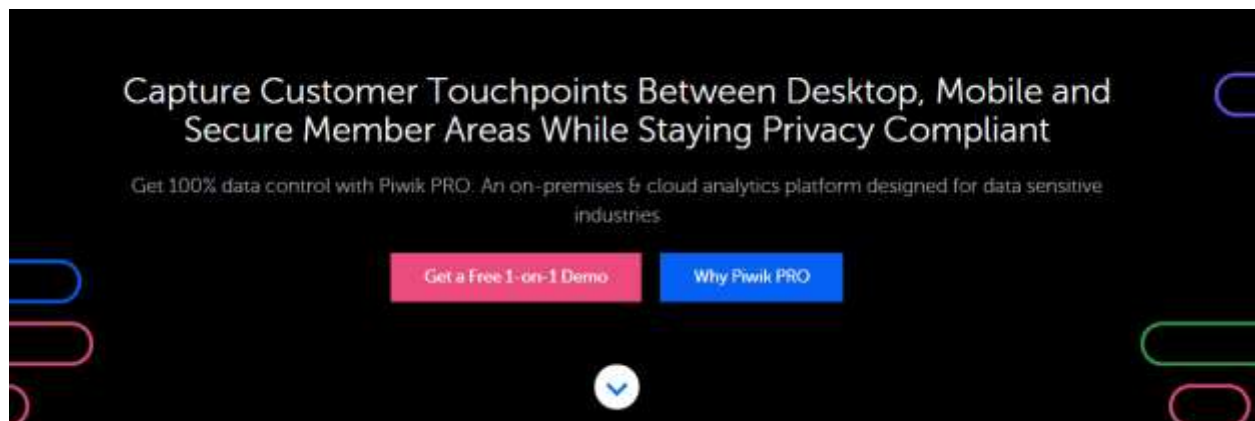 Capture Customer Touchpoints Between Desktop, Mobile and
Secure Member Areas While Staying Privacy Compliant
Get 100% data control with Piwik PRO. An on-premises & cloud analytics platform designed for data sensitive
industries
Get a Free 1-on-1 Demo
Why Piwik PRO